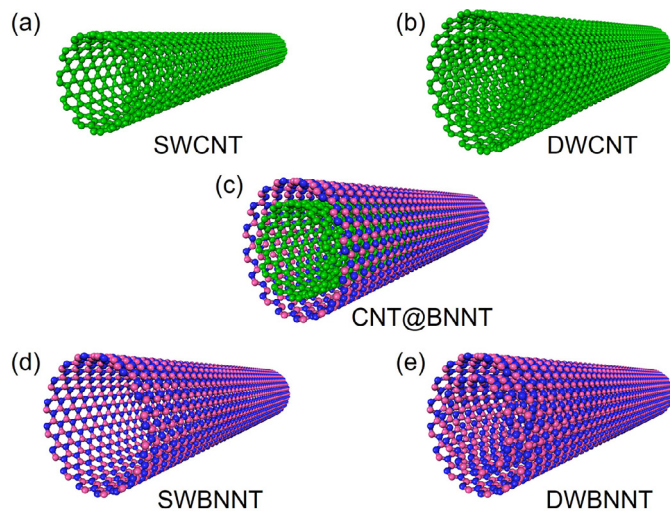 (a)
SWCNT
(b)
DWCNT
(c)
CNT@BNNT
(d)
SWBNNT
(e)
DWBNNT